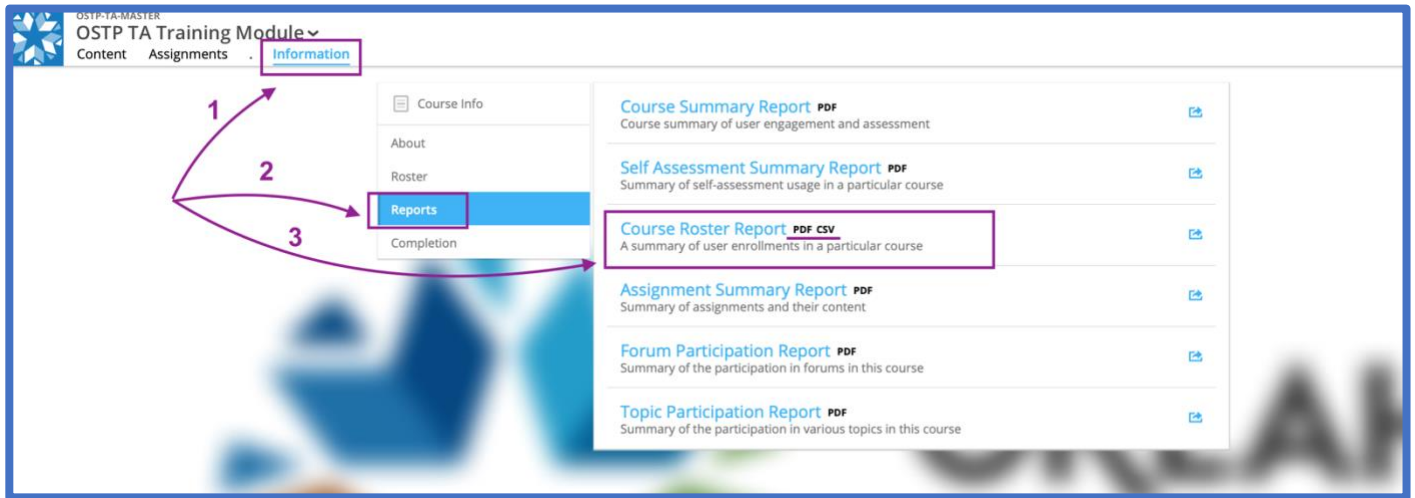 OSTP-TA-MASTER
OSTP TA Training Module
Content Assignments . Information
1
2
3
Course Info
About
Roster
Reports
Completion
Course Summary Report PDF
Course summary of user engagement and assessment
Self Assessment Summary Report PDF
Summary of self-assessment usage in a particular course
Course Roster Report PDF CSV
A summary of user enrollments in a particular course
Assignment Summary Report PDF
Summary of assignments and their content
Forum Participation Report PDF
Summary of the participation in forums in this course
Topic Participation Report PDF
Summary of the participation in various topics in this course